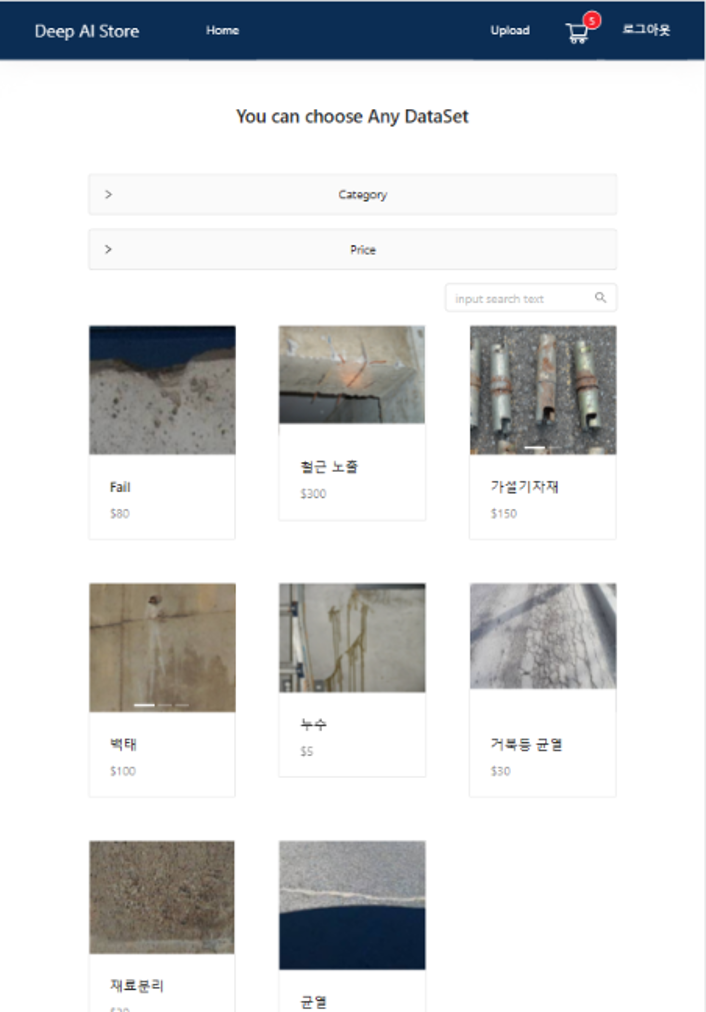 Deep AI Store Home Upload 5 로그아웃
You can choose Any DataSet
> Category
> Price
input search text
Fail
$80
철근 노출
$300
가설기자재
$150
백태
$100
누수
$5
거북등 균열
$30
재료분리
균열